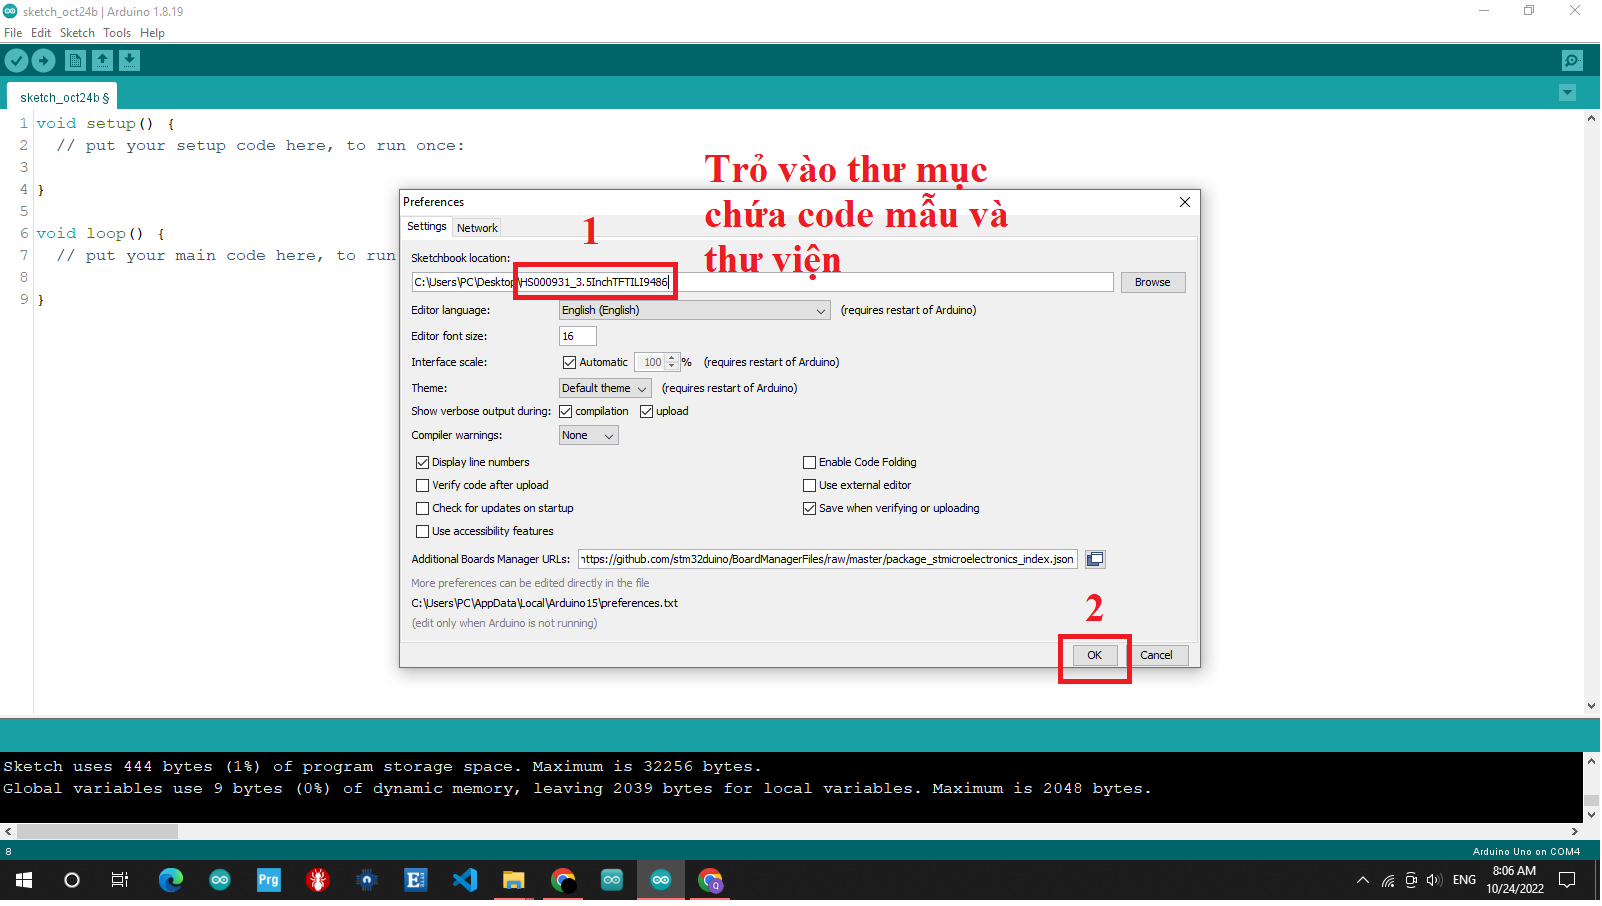 sketch_oct24b | Arduino 1.8.19
File Edit Sketch Tools Help
sketch_oct24b §
1 void setup() {
2 // put your setup code here, to run once:
3
4 }
5
6 void loop() {
7 // put your main code here, to run
8
9 }
Trỏ vào thư mục
chứa code mẫu và
thư viện
Preferences
1
Settings Network
Sketchbook location:
C:\Users\PC\Desktop\HS000931_3.5InchTFTILI9486 Browse
Editor language: English (English) (requires restart of Arduino)
Editor font size: 16
Interface scale: Automatic 100 % (requires restart of Arduino)
Theme: Default theme (requires restart of Arduino)
Show verbose output during: compilation upload
Compiler warnings: None
Display line numbers Enable Code Folding
Verify code after upload Use external editor
Check for updates on startup Save when verifying or uploading
Use accessibility features
Additional Boards Manager URLs: https://github.com/stm32duino/BoardManagerFiles/raw/master/package_stmicroelectronics_index.json
More preferences can be edited directly in the file
C:\Users\PC\AppData\Local\Arduino15\preferences.txt
(edit only when Arduino is not running)
2
OK Cancel
Sketch uses 444 bytes (1%) of program storage space. Maximum is 32256 bytes.
Global variables use 9 bytes (0%) of dynamic memory, leaving 2039 bytes for local variables. Maximum is 2048 bytes.
8 Arduino Uno on COM4
Prg
ENG
8:06 AM
10/24/2022